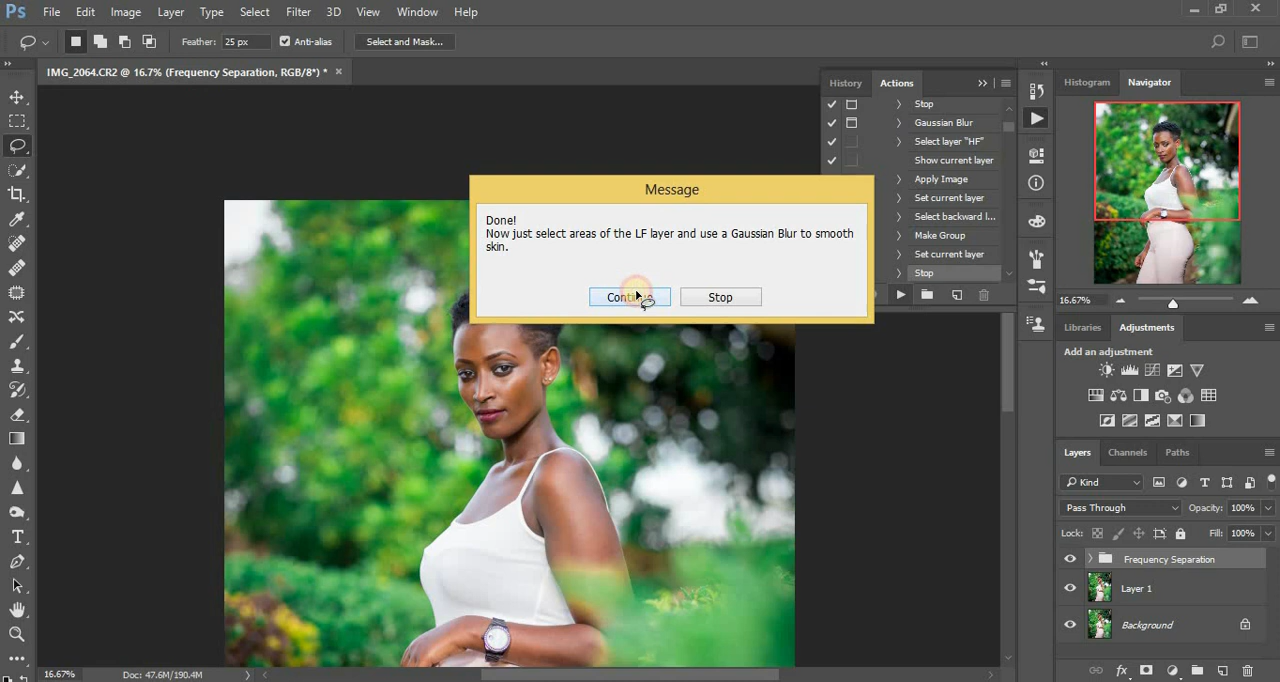 Ps File Edit Image Layer Type Select Filter 3D View Window Help
Feather: 25 px Anti-alias Select and Mask...
IMG_2064.CR2 @ 16.7% (Frequency Separation, RGB/8*) * ×
History Actions
Stop
Gaussian Blur
Select layer "HF"
Show current layer
Apply Image
Set current layer
Select backward l...
Make Group
Set current layer
Stop
Message
Done!
Now just select areas of the LF layer and use a Gaussian Blur to smooth
skin.
Continue Stop
Histogram Navigator
16.67%
Libraries Adjustments
Add an adjustment
Layers Channels Paths
Kind
Pass Through Opacity: 100%
Lock: Fill: 100%
Frequency Separation
Layer 1
Background
16.67% Doc: 47.6M/190.4M